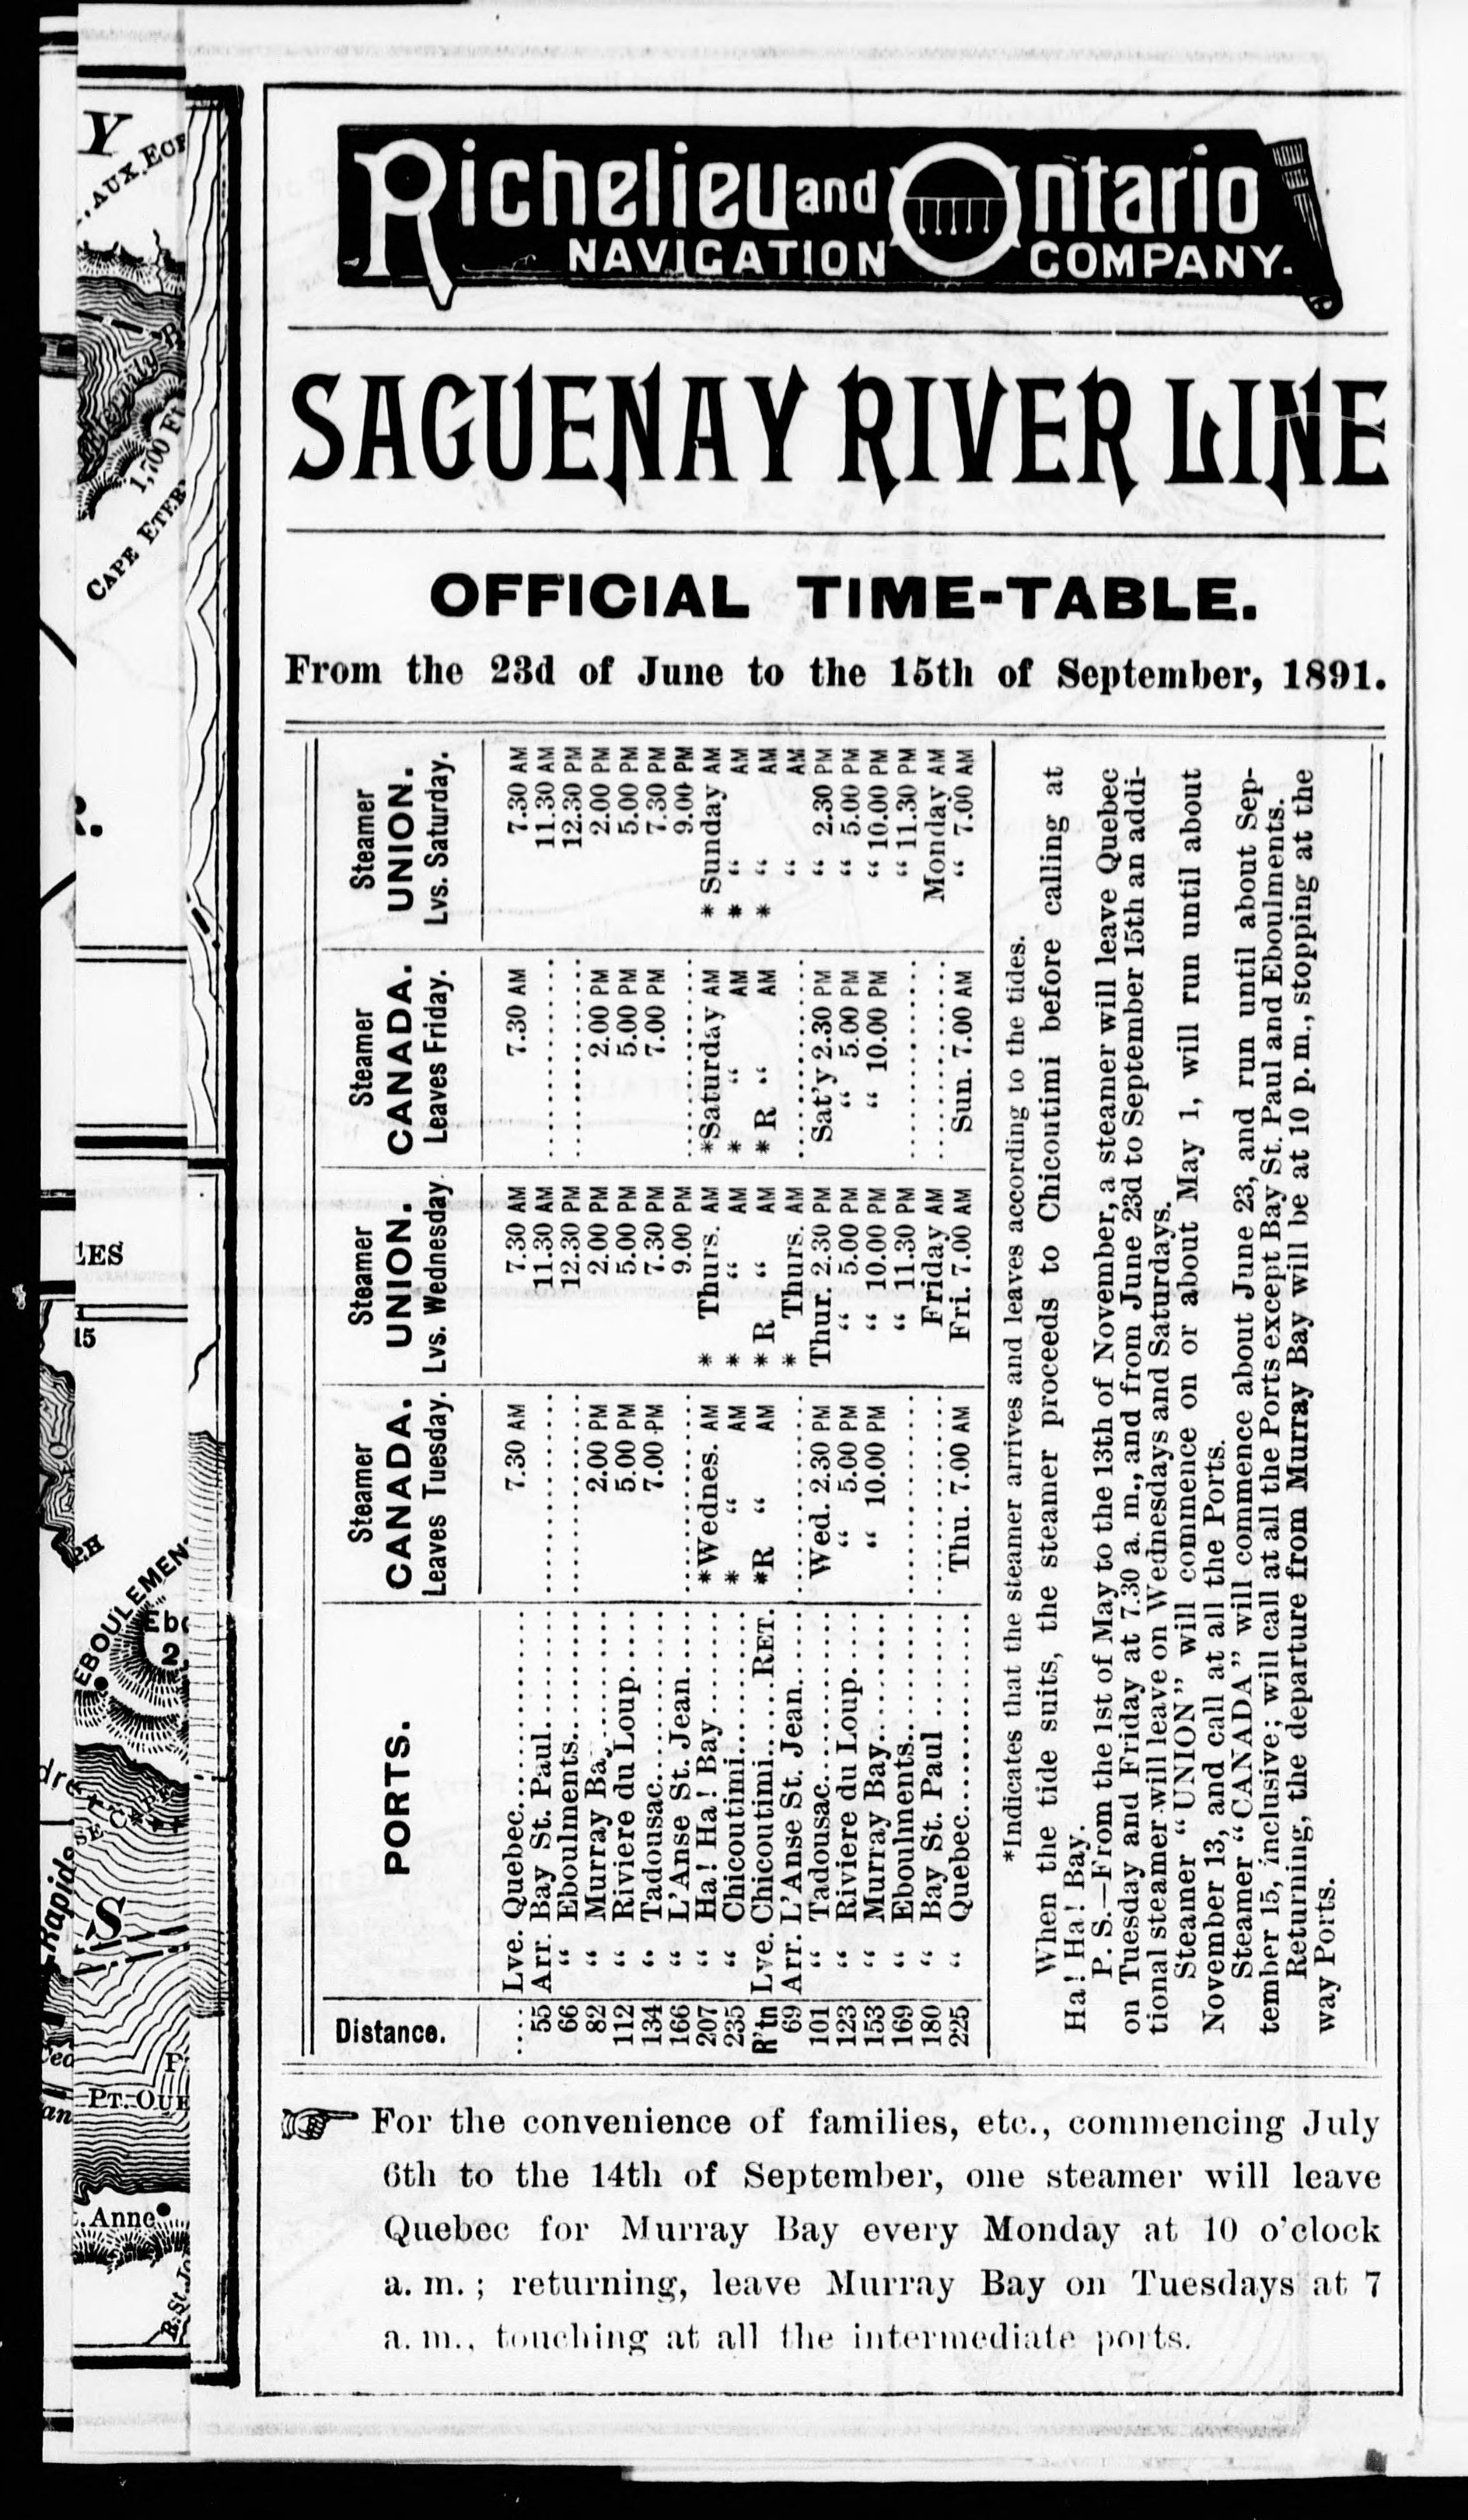 Richelieu and Ontario
NAVIGATION COMPANY.
SAGUENAY RIVER LINE
OFFICIAL TIME-TABLE.
From the 23d of June to the 15th of September, 1891.
Distance. PORTS. Steamer CANADA. Leaves Tuesday. Steamer UNION. Lvs. Wednesday. Steamer CANADA. Leaves Friday. Steamer UNION. Lvs. Saturday.
.... Lve. Quebec 7.30 AM 7.30 AM 7.30 AM 7.30 AM
55 Arr. Bay St. Paul 11.30 AM 11.30 AM
66 “ Eboulments 12.30 PM 12.30 PM
82 “ Murray Ba 2.00 PM 2.00 PM 2.00 PM 2.00 PM
112 “ Riviere du Loup 5.00 PM 5.00 PM 5.00 PM 5.00 PM
134 “ Tadousac 7.00 PM 7.30 PM 7.00 PM 7.30 PM
166 “ L'Anse St. Jean 9.00 PM 9.00 PM
207 “ Ha! Ha! Bay *Wednes. AM * Thurs. AM *Saturday AM * Sunday AM
235 “ Chicoutimi * “ AM * “ AM * “ AM * “ AM
R'tn Lve. Chicoutimi RET. *R “ AM *R “ AM *R “ AM * “ AM
69 Arr. L'Anse St. Jean * Thurs. AM “ AM
101 “ Tadousac Wed. 2.30 PM Thur. 2.30 PM Sat'y 2.30 PM “ 2.30 PM
123 “ Riviere du Loup “ 5.00 PM “ 5.00 PM “ 5.00 PM “ 5.00 PM
153 “ Murray Bay “ 10.00 PM “ 10.00 PM “ 10.00 PM “ 10.00 PM
169 “ Eboulments “ 11.30 PM “ 11.30 PM
180 “ Bay St. Paul Friday AM Monday AM
225 “ Quebec Thu. 7.00 AM Fri. 7.00 AM Sun. 7.00 AM “ 7.00 AM
*Indicates that the steamer arrives and leaves according to the tides.
When the tide suits, the steamer proceeds to Chicoutimi before calling at
Ha! Ha! Bay.
P. S.—From the 1st of May to the 13th of November, a steamer will leave Quebec
on Tuesday and Friday at 7.30 a. m., and from June 23d to September 15th an addi-
tional steamer will leave on Wednesdays and Saturdays.
Steamer “UNION” will commence on or about May 1, will run until about
November 13, and call at all the Ports.
Steamer “CANADA” will commence about June 23, and run until about Sep-
tember 15, inclusive; will call at all the Ports except Bay St. Paul and Eboulments.
Returning, the departure from Murray Bay will be at 10 p. m., stopping at the
way Ports.
For the convenience of families, etc., commencing July
6th to the 14th of September, one steamer will leave
Quebec for Murray Bay every Monday at 10 o'clock
a. m. ; returning, leave Murray Bay on Tuesdays at 7
a. m., touching at all the intermediate ports.
Y
AUX
1,700
CAPE
15
EBOULEMEN
Rapids
S
PT. OUE
Anne